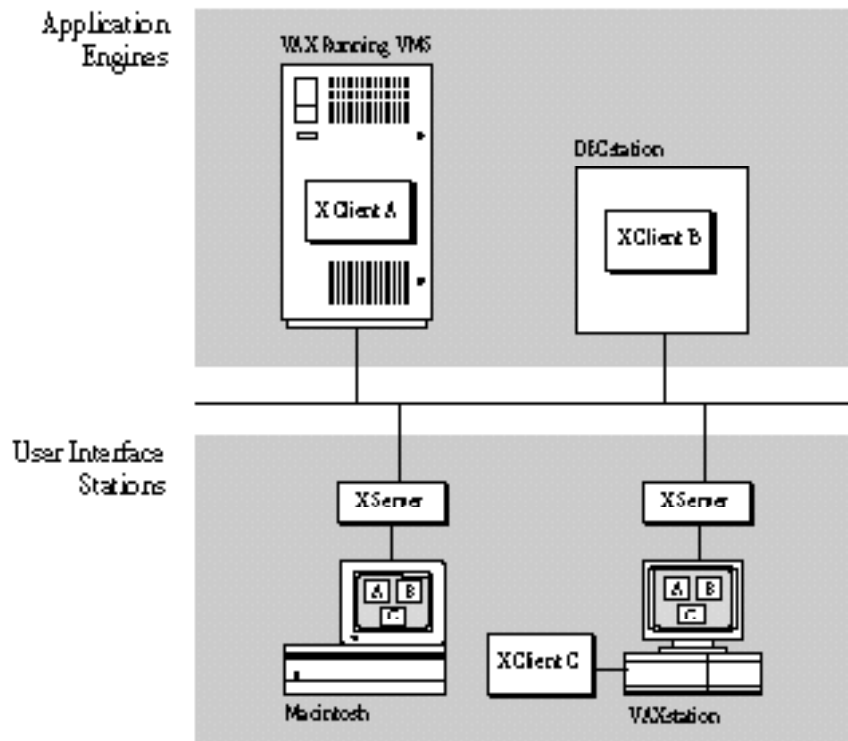 Application
Engines
VAX Running VMS
DECstation
X Client A
X Client B
User Interface
Stations
X Server
X Server
A
B
C
A
B
C
X Client C
Macintosh
VAXstation